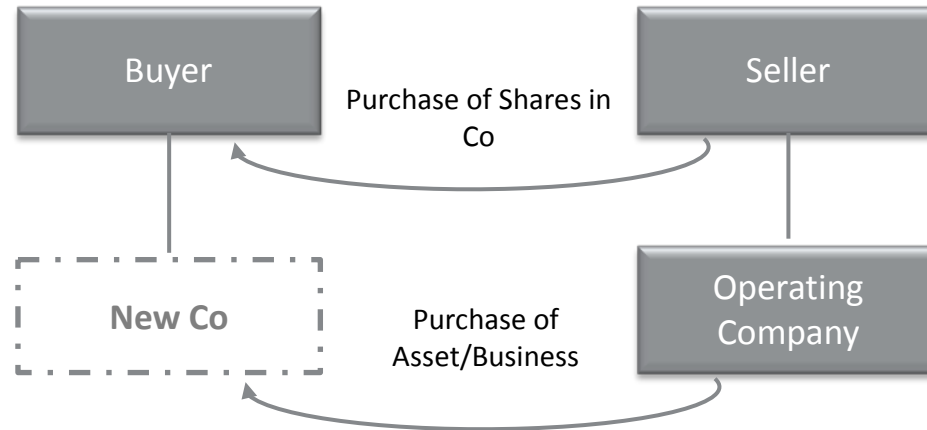 Buyer
Seller
Purchase of Shares in
Co
New Co
Purchase of
Asset/Business
Operating
Company